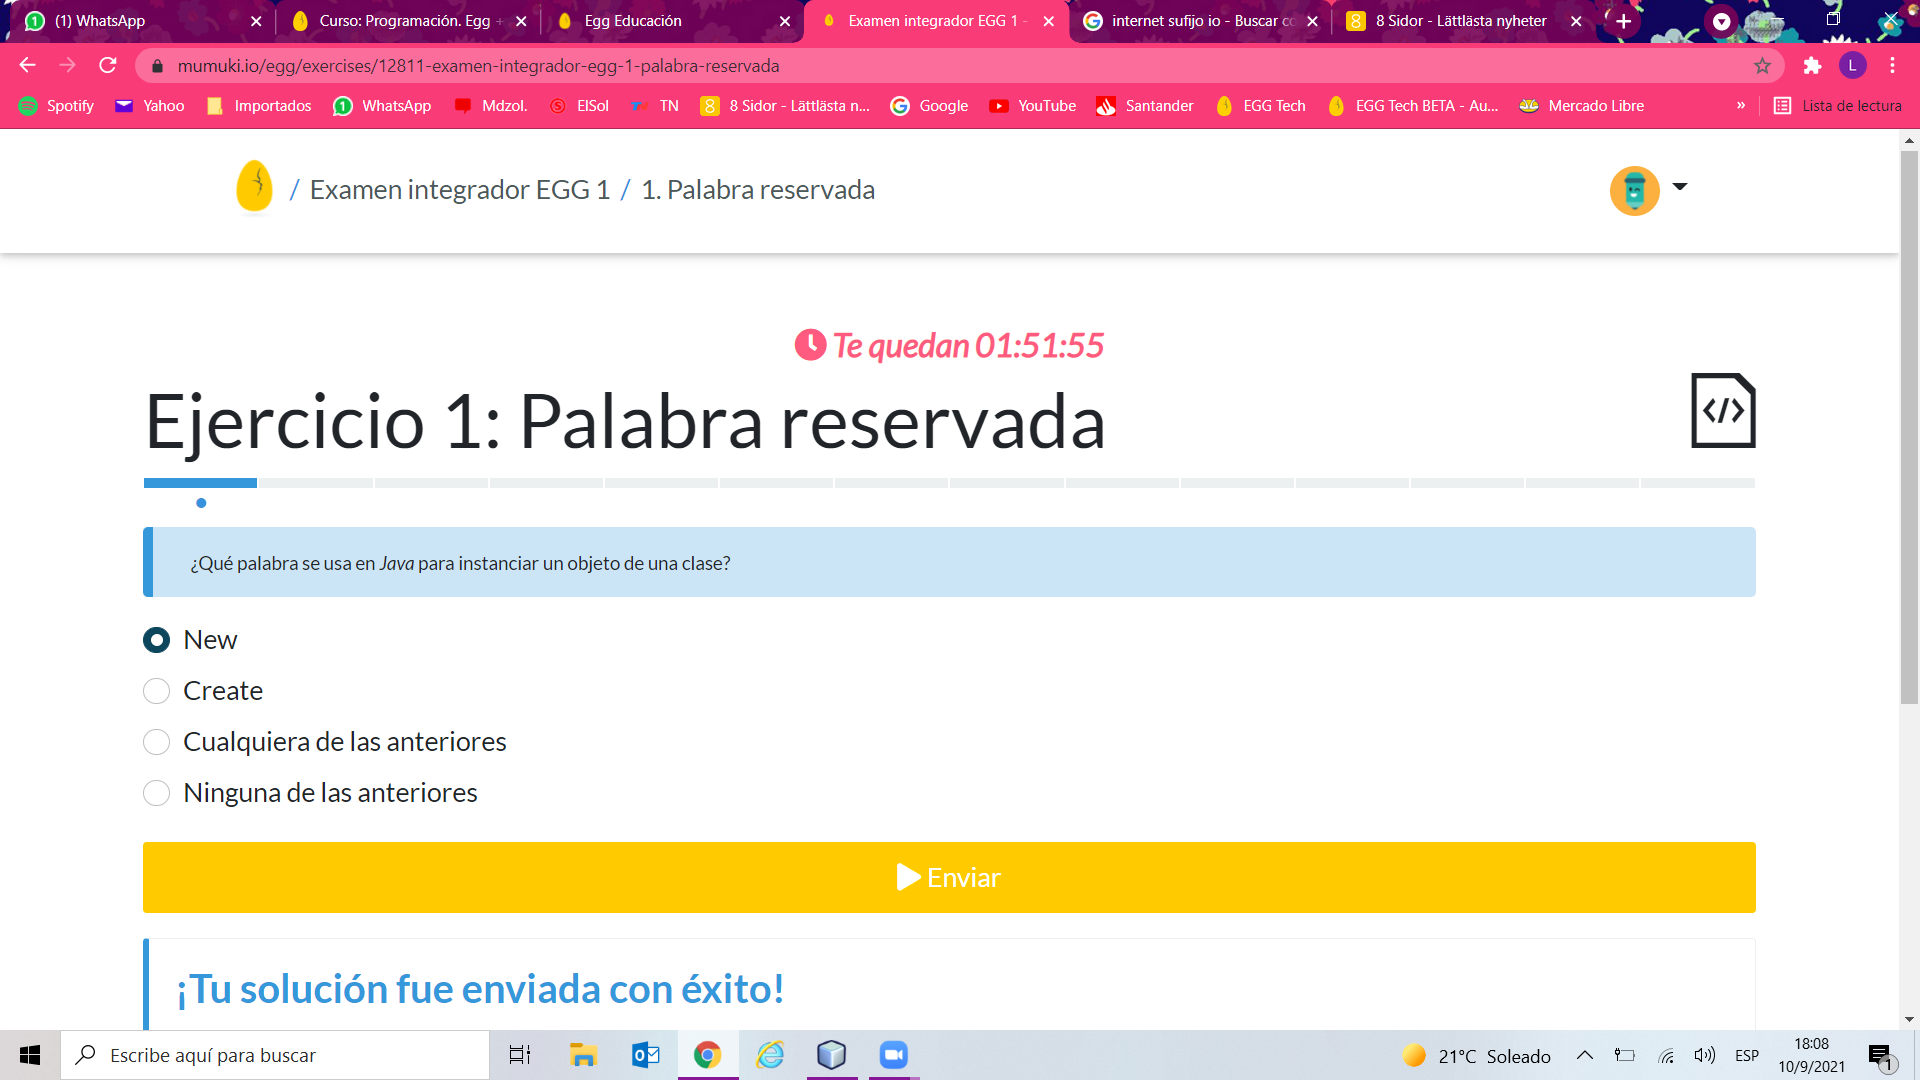 (1) WhatsApp
Curso: Programación. Egg +
Egg Educación
Examen integrador EGG 1 -
internet sufijo io - Buscar co
8 Sidor - Lättlästa nyheter
mumuki.io/egg/exercises/12811-examen-integrador-egg-1-palabra-reservada
L
Spotify
Yahoo
Importados
WhatsApp
Mdzol.
ElSol
TN
8 Sidor - Lättlästa n...
Google
YouTube
Santander
EGG Tech
EGG Tech BETA - Au...
Mercado Libre
»
Lista de lectura
/ Examen integrador EGG 1 / 1. Palabra reservada
Te quedan 01:51:55
Ejercicio 1: Palabra reservada
</>
¿Qué palabra se usa en Java para instanciar un objeto de una clase?
New
Create
Cualquiera de las anteriores
Ninguna de las anteriores
Enviar
¡Tu solución fue enviada con éxito!
Escribe aquí para buscar
21°C Soleado
ESP
18:08
10/9/2021
1